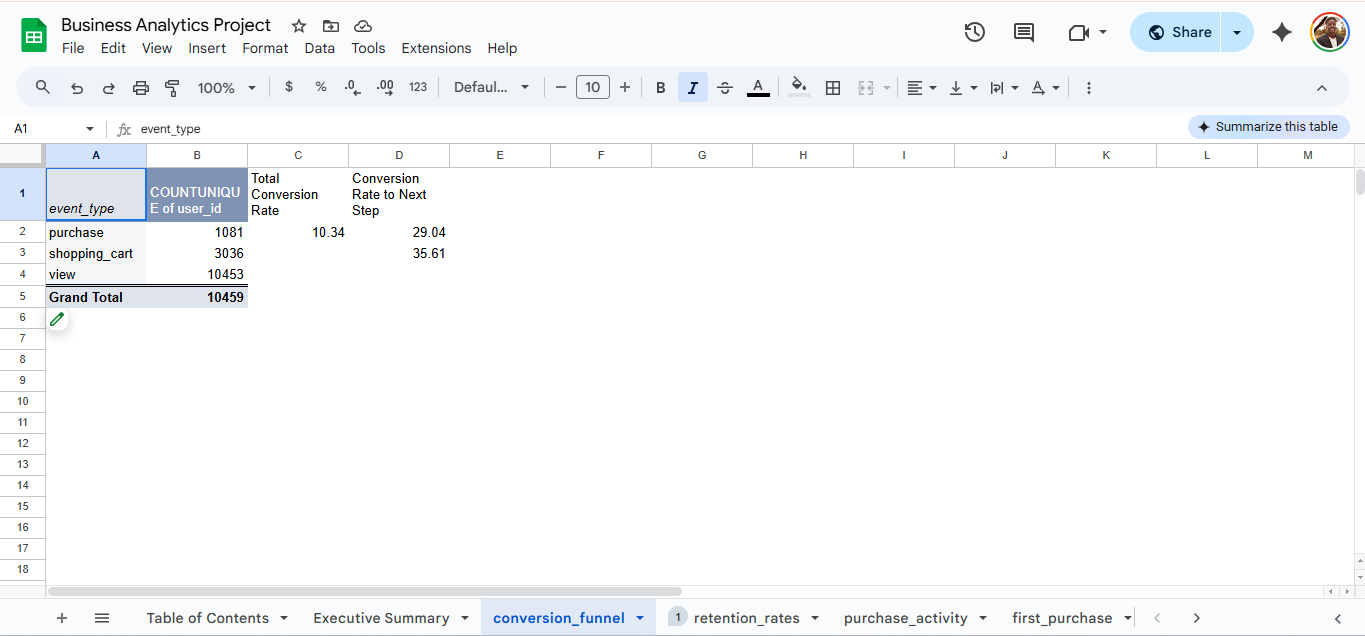 Business Analytics Project
File Edit View Insert Format Data Tools Extensions Help
Share
100% $ % .0 .00 123 Defaul... 10 B I A
A1 fx event_type
Summarize this table
A B C D E F G H I J K L M
1 event_type
COUNTUNIQU
E of user_id
Total
Conversion
Rate
Conversion
Rate to Next
Step
2 purchase 1081 10.34 29.04
3 shopping_cart 3036 35.61
4 view 10453
5 Grand Total 10459
6
7
8
9
10
11
12
13
14
15
16
17
18
Table of Contents Executive Summary conversion_funnel 1 retention_rates purchase_activity first_purchase